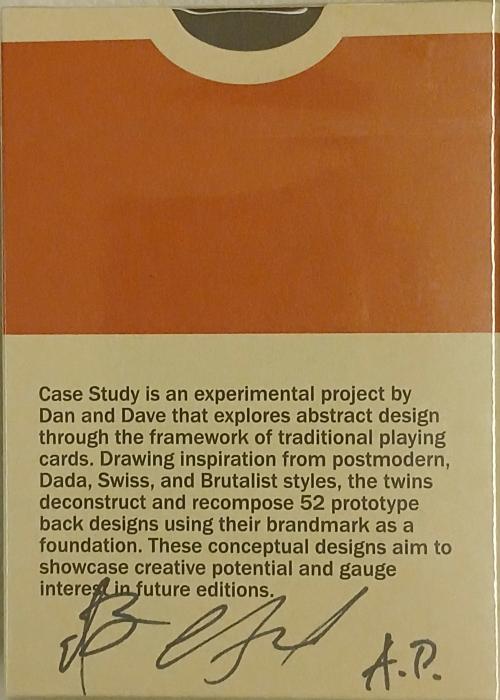 Case Study is an experimental project by
Dan and Dave that explores abstract design
through the framework of traditional playing
cards. Drawing inspiration from postmodern,
Dada, Swiss, and Brutalist styles, the twins
deconstruct and recompose 52 prototype
back designs using their brandmark as a
foundation. These conceptual designs aim to
showcase creative potential and gauge
interest in future editions.
A.P.